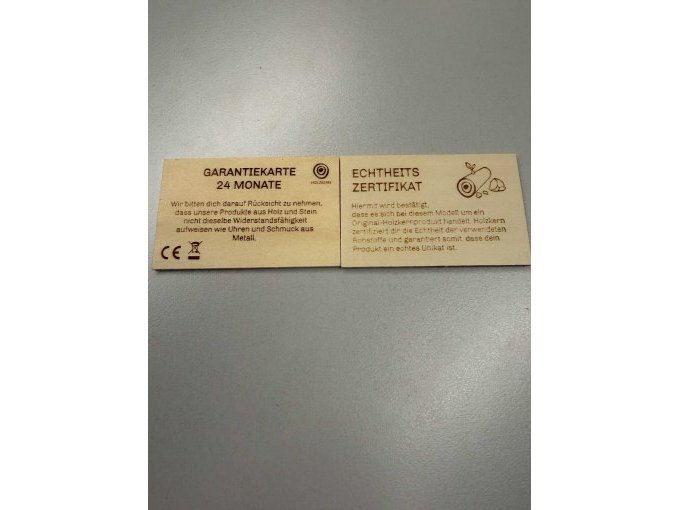 GARANTIEKARTE
24 MONATE
HOLZKERN
Wir bitten dich darauf Rücksicht zu nehmen,
dass unsere Produkte aus Holz und Stein
nicht dieselbe Widerstandsfähigkeit
aufweisen wie Uhren und Schmuck aus
Metall.
CE
ECHTHEITS
ZERTIFIKAT
Hiermit wird bestätigt,
dass es sich bei diesem Modell um ein
Original-Holzkernprodukt handelt. Holzkern
zertifiziert dir die Echtheit der verwendeten
Rohstoffe und garantiert somit, dass dein
Produkt ein echtes Unikat ist.